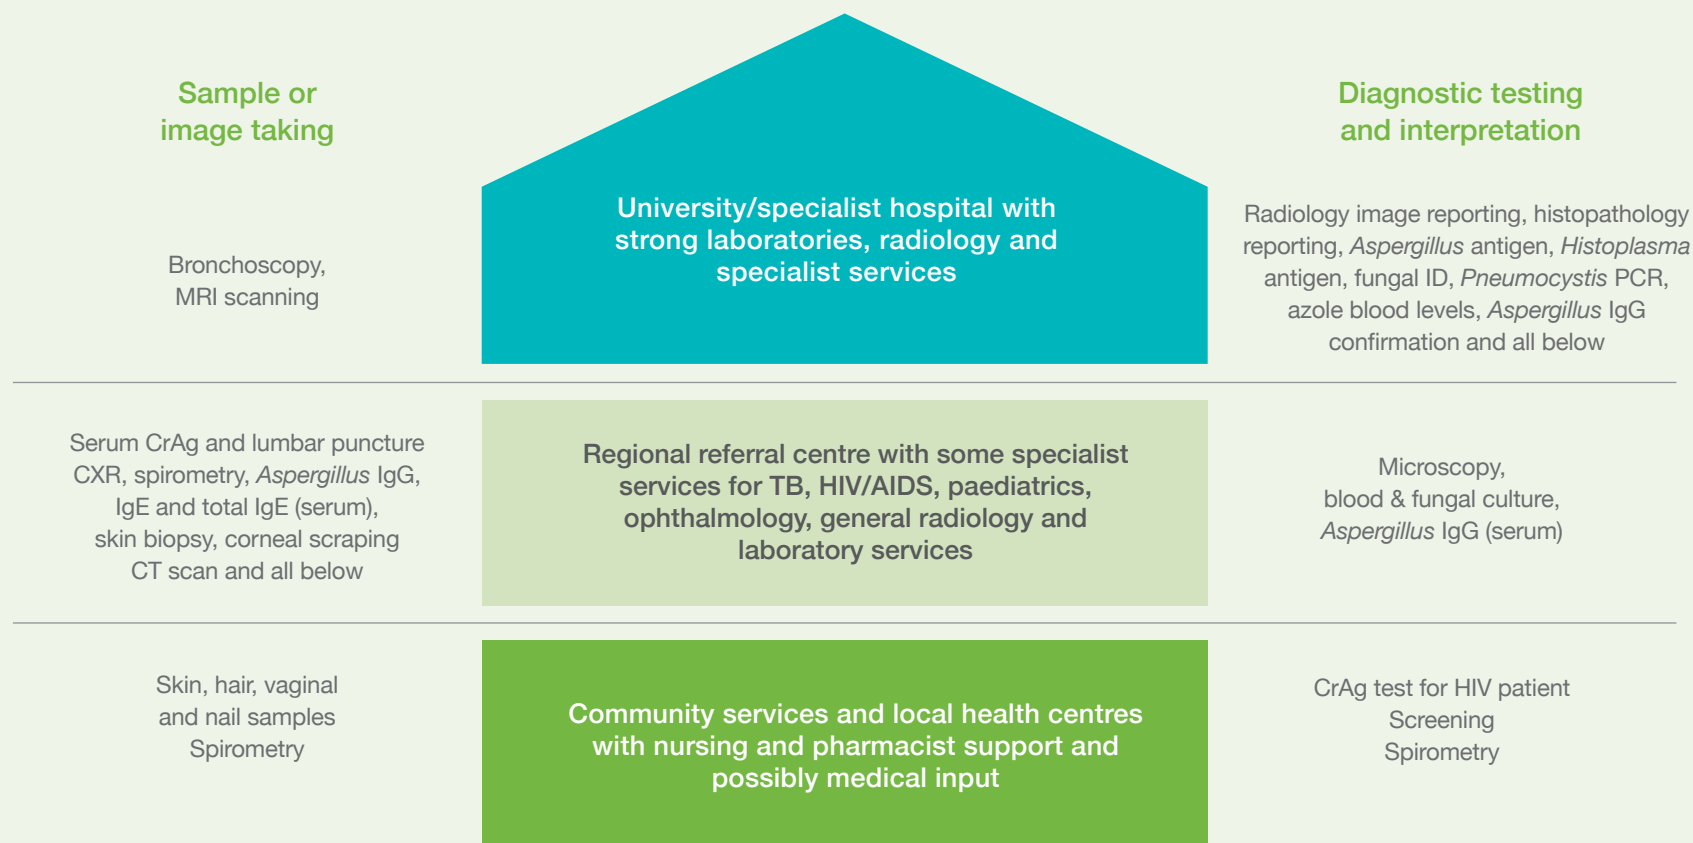 Sample or
image taking
Diagnostic testing
and interpretation
Bronchoscopy,
MRI scanning
University/specialist hospital with
strong laboratories, radiology and
specialist services
Radiology image reporting, histopathology
reporting, Aspergillus antigen, Histoplasma
antigen, fungal ID, Pneumocystis PCR,
azole blood levels, Aspergillus IgG
confirmation and all below
Serum CrAg and lumbar puncture
CXR, spirometry, Aspergillus IgG,
IgE and total IgE (serum),
skin biopsy, corneal scraping
CT scan and all below
Regional referral centre with some specialist
services for TB, HIV/AIDS, paediatrics,
ophthalmology, general radiology and
laboratory services
Microscopy,
blood & fungal culture,
Aspergillus IgG (serum)
Skin, hair, vaginal
and nail samples
Spirometry
Community services and local health centres
with nursing and pharmacist support and
possibly medical input
CrAg test for HIV patient
Screening
Spirometry